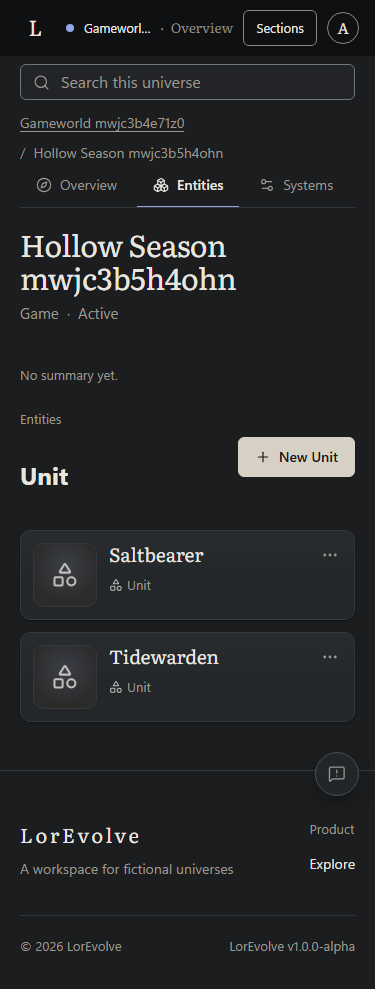 L
Gameworl... · Overview
Sections
A
Search this universe
Gameworld mwjc3b4e71z0
/ Hollow Season mwjc3b5h4ohn
Overview
Entities
Systems
Hollow Season
mwjc3b5h4ohn
Game · Active
No summary yet.
Entities
+ New Unit
Unit
Saltbearer
Unit
Tidewarden
Unit
LorEvolve
A workspace for fictional universes
Product
Explore
© 2026 LorEvolve
LorEvolve v1.0.0-alpha